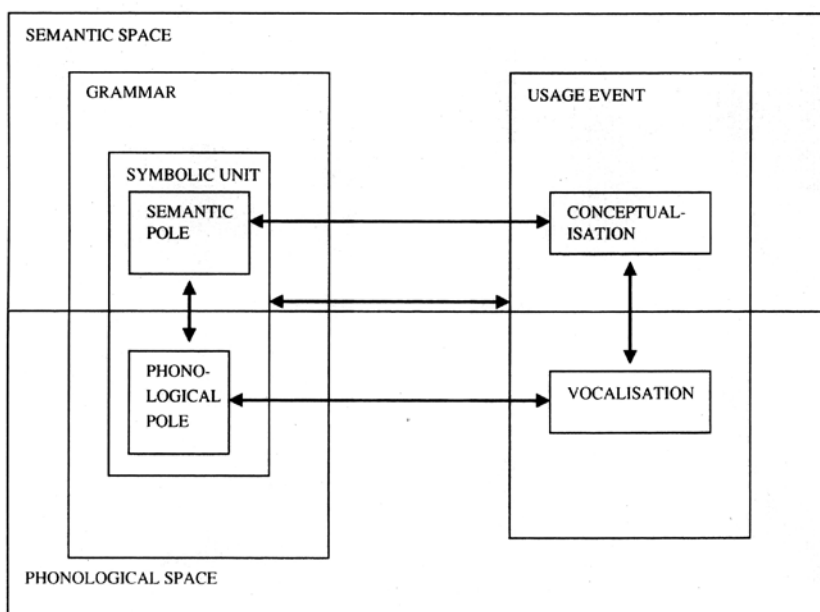 SEMANTIC SPACE
GRAMMAR
USAGE EVENT
SYMBOLIC UNIT
SEMANTIC
POLE
CONCEPTUAL-
ISATION
PHONO-
LOGICAL
POLE
VOCALISATION
PHONOLOGICAL SPACE